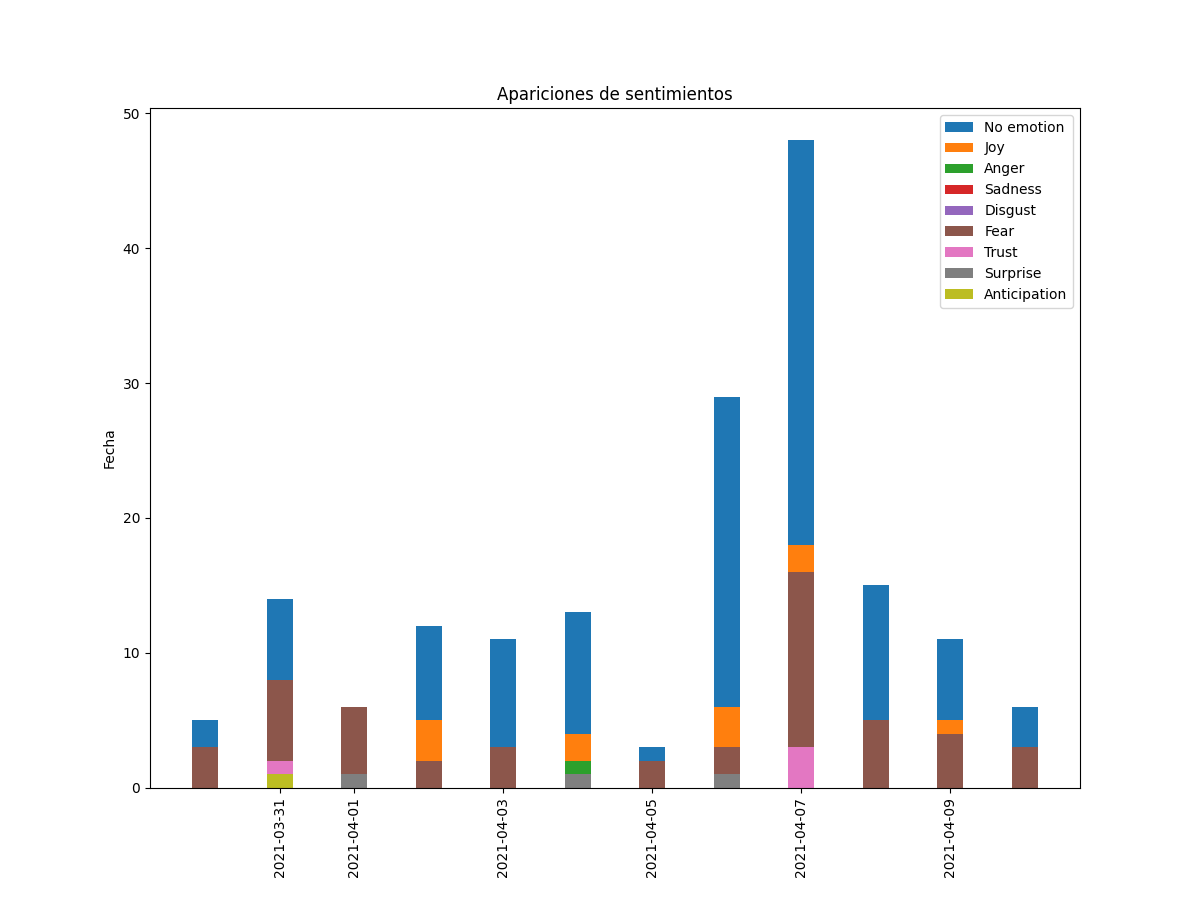 Apariciones de sentimientos
50
40
30
20
10
0
Fecha
No emotion
Joy
Anger
Sadness
Disgust
Fear
Trust
Surprise
Anticipation
2021-03-31
2021-04-01
2021-04-03
2021-04-05
2021-04-07
2021-04-09